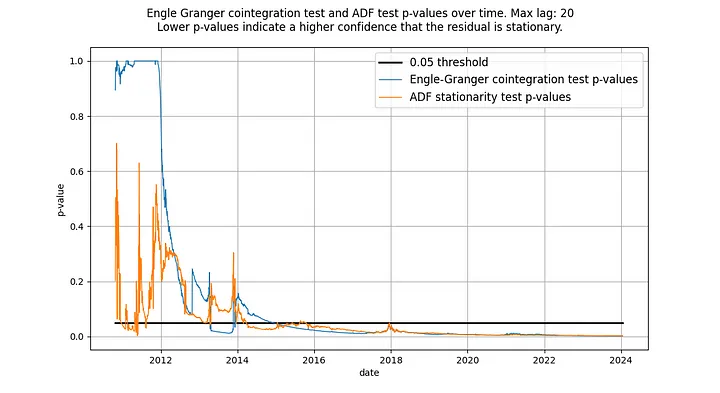 Engle Granger cointegration test and ADF test p-values over time. Max lag: 20
Lower p-values indicate a higher confidence that the residual is stationary.
0.05 threshold
Engle-Granger cointegration test p-values
ADF stationarity test p-values
1.0
0.8
0.6
0.4
0.2
0.0
p-value
2012
2014
2016
2018
2020
2022
2024
date